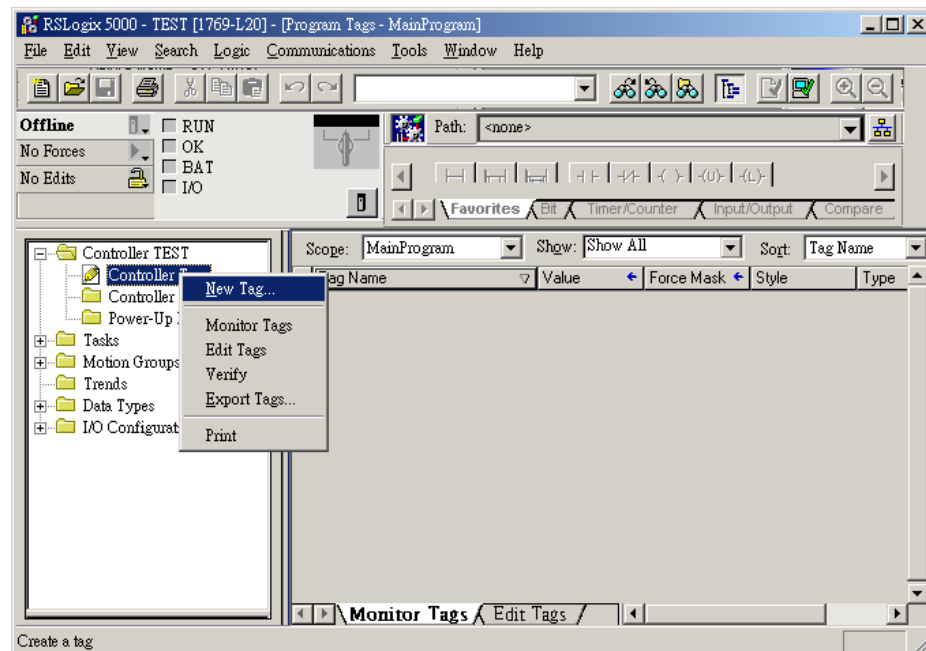 RSLogix 5000 - TEST [1769-L20] - [Program Tags - MainProgram]
File Edit View Search Logic Communications Tools Window Help
Offline
RUN
Path: <none>
No Forces
OK
No Edits
BAT
I/O
-(U)- -(L)-
Favorites Bit Timer/Counter Input/Output Compare
Controller TEST
Controller
Controller
Power-Up
Tasks
Motion Groups
Trends
Data Types
I/O Configurat
New Tag...
Monitor Tags
Edit Tags
Verify
Export Tags...
Print
Scope: MainProgram Show: Show All Sort: Tag Name
Tag Name Value Force Mask Style Type
Monitor Tags Edit Tags
Create a tag